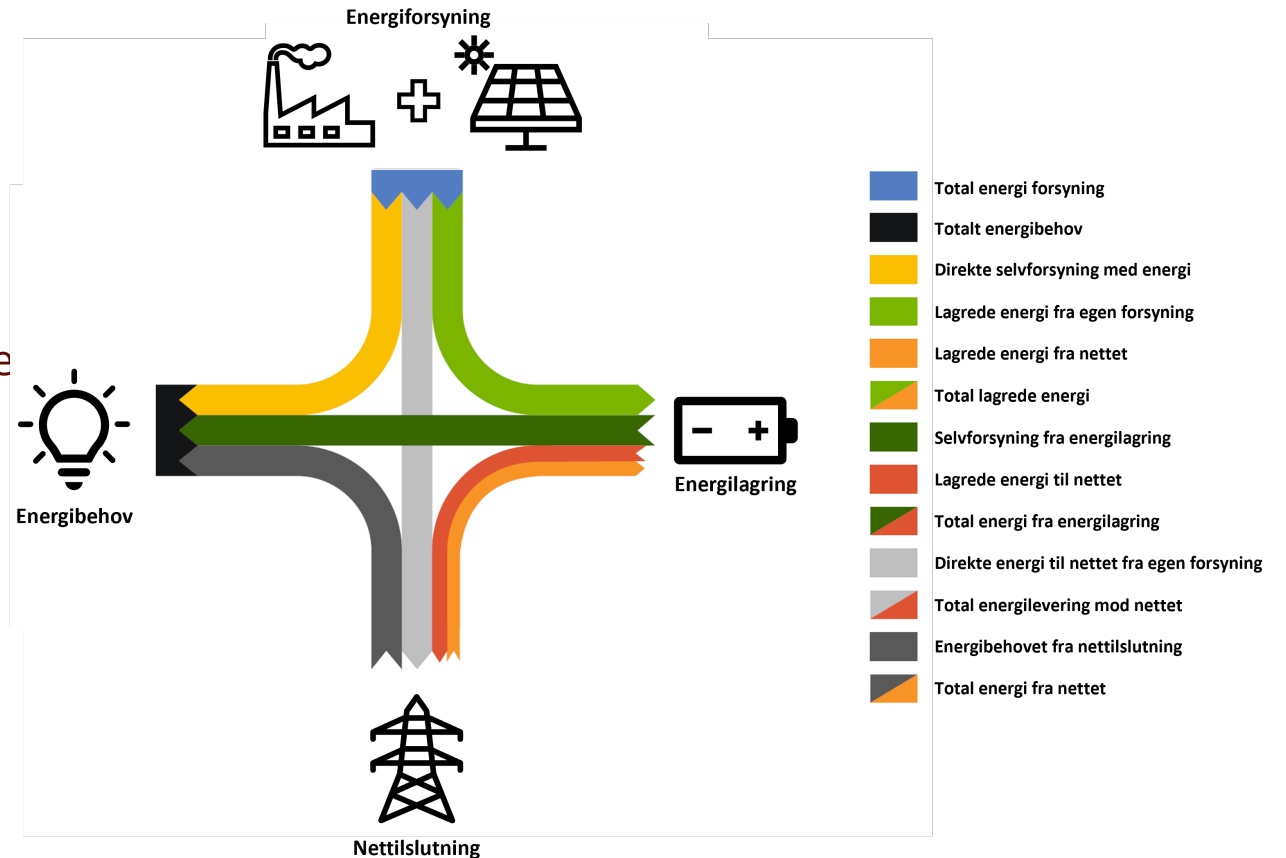 Energiforsyning
e
Energibehov
Energilagring
Nettilslutning
Total energi forsyning
Totalt energibehov
Direkte selvforsyning med energi
Lagrede energi fra egen forsyning
Lagrede energi fra nettet
Total lagrede energi
Selvforsyning fra energilagring
Lagrede energi til nettet
Total energi fra energilagring
Direkte energi til nettet fra egen forsyning
Total energilevering mod nettet
Energibehovet fra nettilslutning
Total energi fra nettet